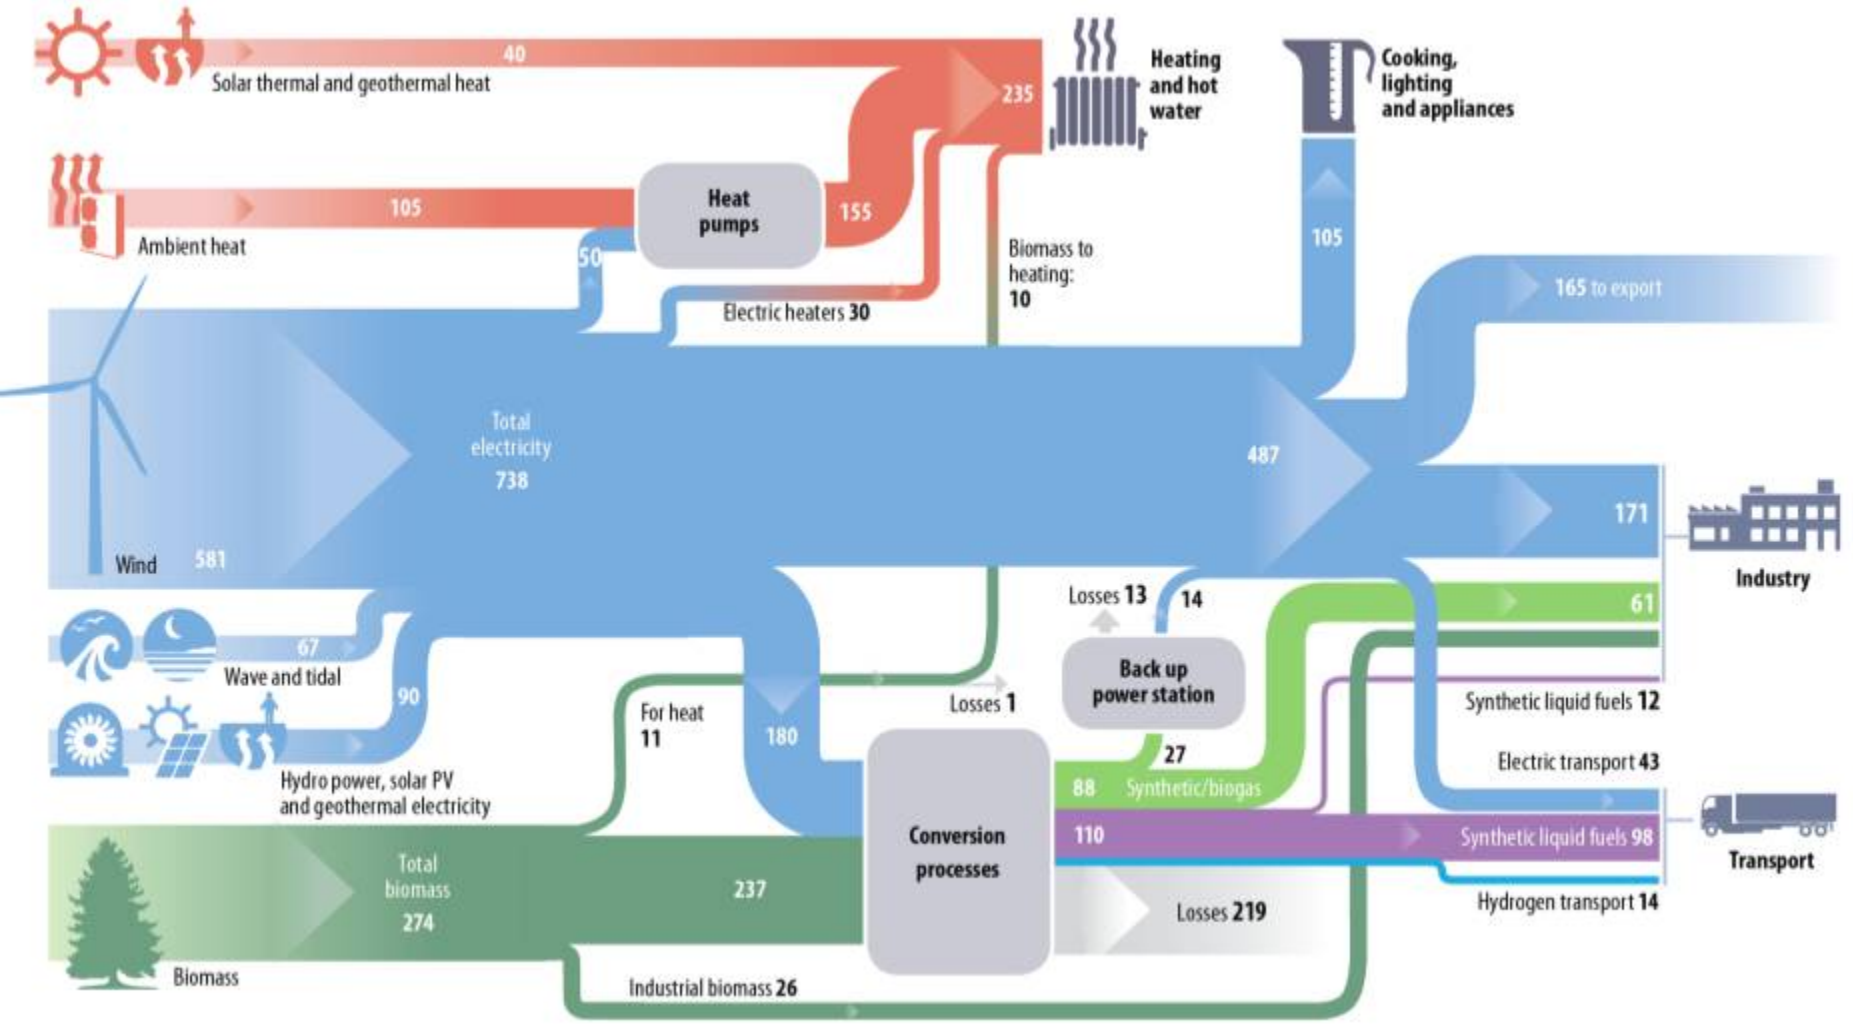 40
Solar thermal and geothermal heat
235
Heating
and hot
water
Cooking,
lighting
and appliances
105
Ambient heat
Heat
pumps
155
50
Electric heaters 30
Biomass to
heating:
10
105
165 to export
Total
electricity
738
487
Wind 581
171
Industry
67
Wave and tidal
90
Hydro power, solar PV
and geothermal electricity
For heat
11
180
Losses 1
Losses 13
14
Back up
power station
27
61
Synthetic liquid fuels 12
Electric transport 43
88 Synthetic/biogas
110
Synthetic liquid fuels 98
Transport
Hydrogen transport 14
Conversion
processes
Losses 219
Total
biomass
274
237
Biomass
Industrial biomass 26